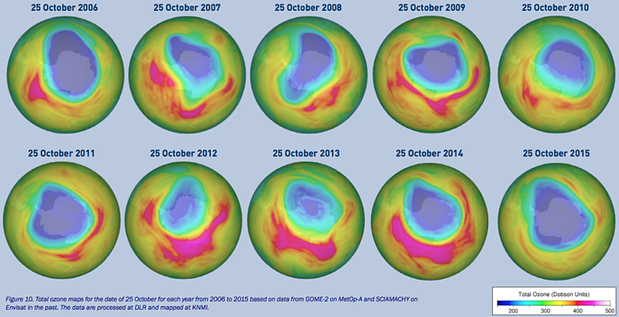 25 October 2006 25 October 2007 25 October 2008 25 October 2009 25 October 2010
25 October 2011 25 October 2012 25 October 2013 25 October 2014 25 October 2015
Figure 10. Total ozone maps for the date of 25 October for each year from 2006 to 2015 based on data from GOME-2 on MetOp-A and SCIAMACHY on
Envisat in the past. The data are processed at DLR and mapped at KNMI.
Total Ozone (Dobson Units)
200 300 400 500